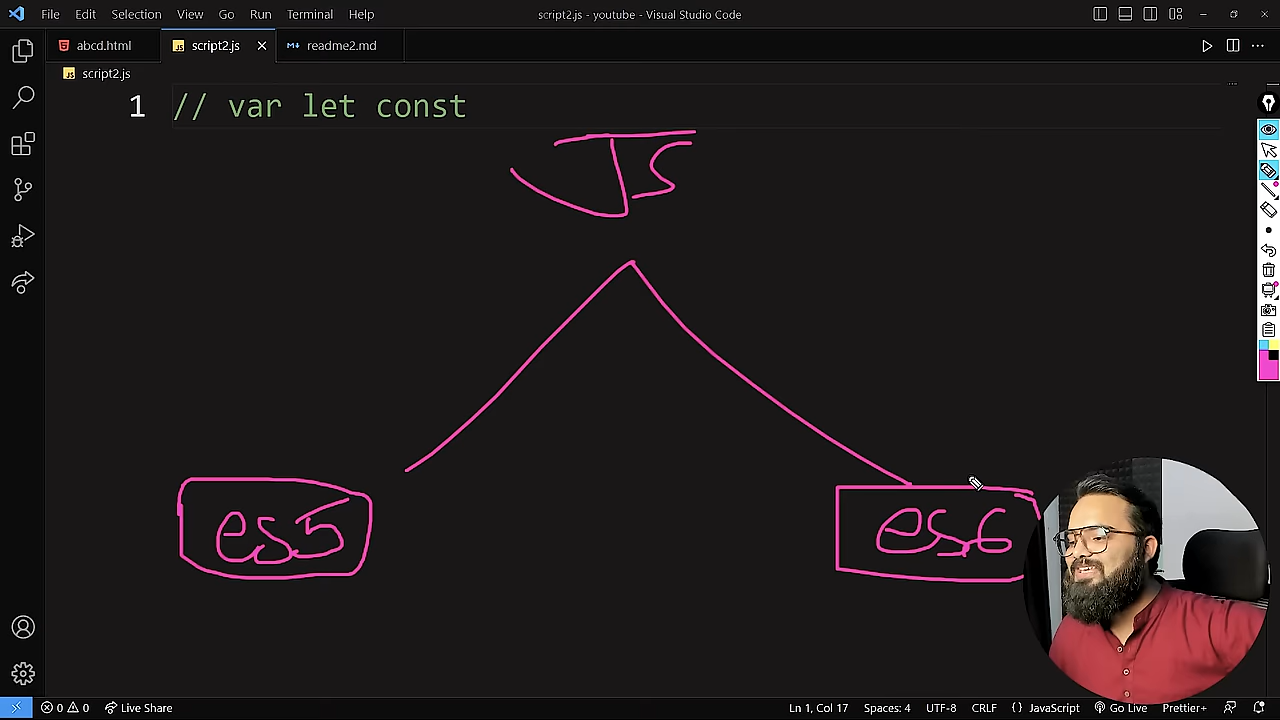 File Edit Selection View Go Run Terminal Help
script2.js - youtube - Visual Studio Code
abcd.html script2.js readme2.md
script2.js
1 // var let const
JS
es5 es6
0 0 Live Share Ln 1, Col 17 Spaces: 4 UTF-8 CRLF {} JavaScript Go Live Prettier+